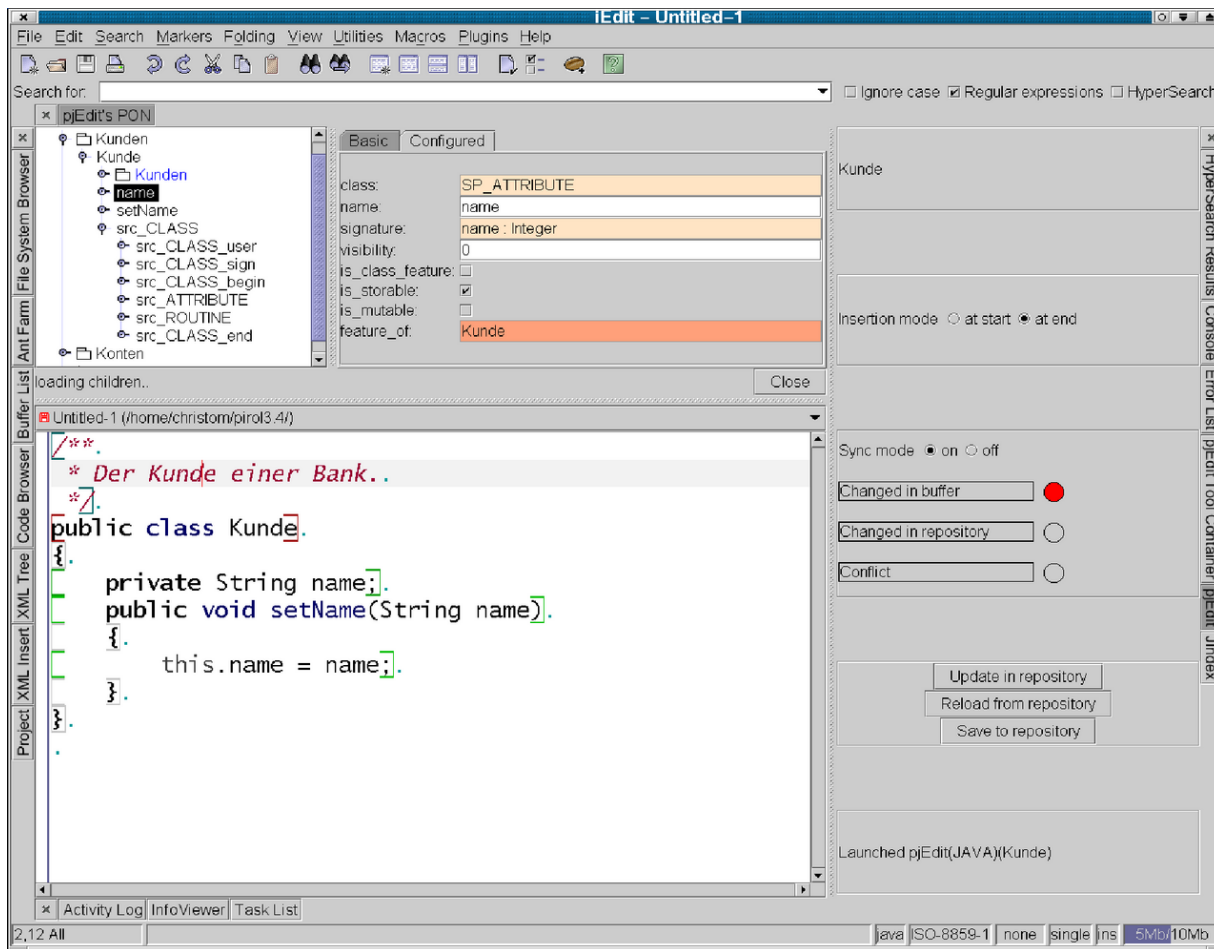 iEdit – Untitled–1
File Edit Search Markers Folding View Utilities Macros Plugins Help
Search for: Ignore case Regular expressions HyperSearch
pjEdit's PON
File System Browser
Ant Farm
Buffer List
Code Browser
XML Tree
XML Insert
Project
Kunden
Kunde
Kunden
name
setName
src_CLASS
src_CLASS_user
src_CLASS_sign
src_CLASS_begin
src_ATTRIBUTE
src_ROUTINE
src_CLASS_end
Konten
Basic Configured
class: SP_ATTRIBUTE
name: name
signature: name : Integer
visibility: 0
is_class_feature:
is_storable:
is_mutable:
feature_of: Kunde
loading children.. Close
Untitled-1 (/home/christom/pirol3.4/)
/**.
* Der Kunde einer Bank..
*/.
public class Kunde.
{.
private String name;.
public void setName(String name).
{.
this.name = name;.
}.
}.
.
Kunde
Insertion mode at start at end
Sync mode on off
Changed in buffer
Changed in repository
Conflict
Update in repository
Reload from repository
Save to repository
Launched pjEdit(JAVA)(Kunde)
HyperSearch Results
Console
Error List
pjEdit Tool Container
pjEdit
JIndex
Activity Log InfoViewer Task List
2,12 All java ISO-8859-1 none single ins 5Mb/10Mb